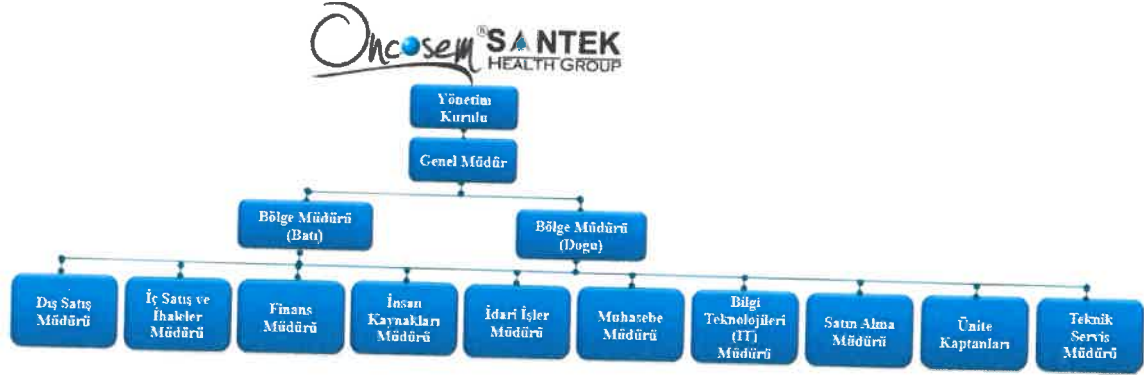 Oncosem® SANTEK
HEALTH GROUP
Yönetim
Kurulu
Genel Müdür
Bölge Müdürü
(Batı)
Bölge Müdürü
(Doğu)
Dış Satış
Müdürü
İç Satış ve
İhaleler
Müdürü
Finans
Müdürü
İnsan
Kaynakları
Müdürü
İdari İşler
Müdürü
Muhasebe
Müdürü
Bilgi
Teknolojileri
(IT)
Müdürü
Satın Alma
Müdürü
Ünite
Kaptanları
Teknik
Servis
Müdürü